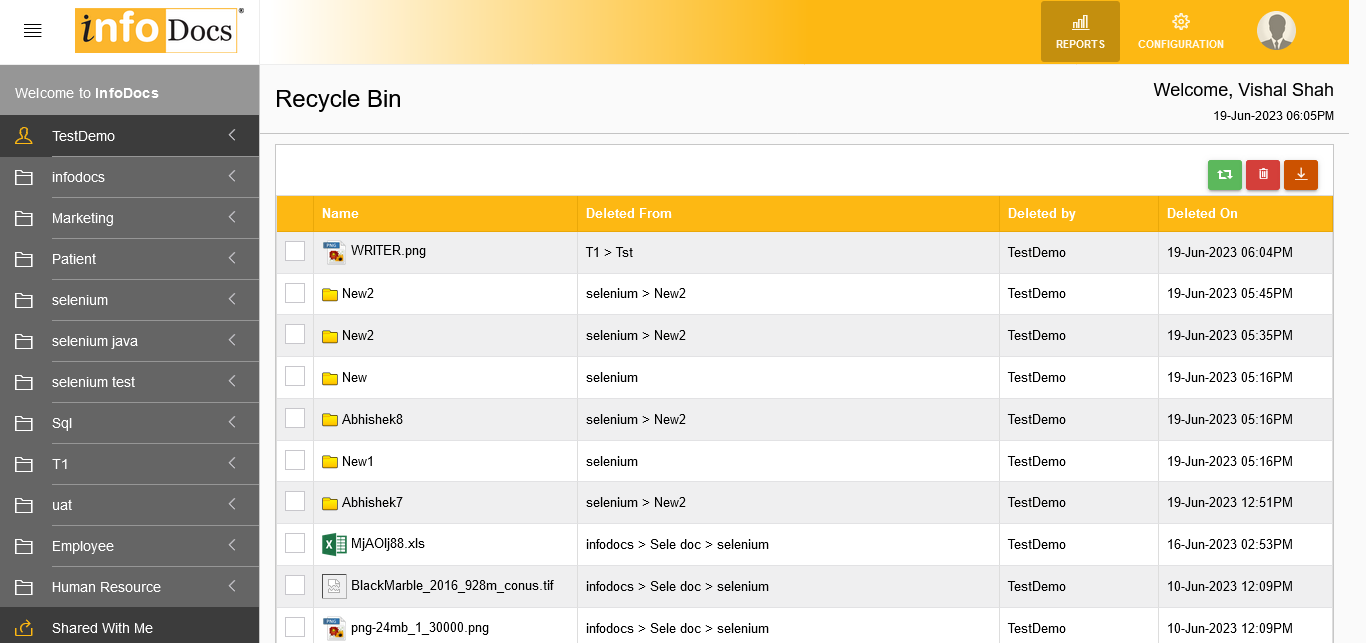 info Docs
REPORTS
CONFIGURATION
Welcome to InfoDocs
TestDemo
infodocs
Marketing
Patient
selenium
selenium java
selenium test
Sql
T1
uat
Employee
Human Resource
Shared With Me
Recycle Bin
Welcome, Vishal Shah
19-Jun-2023 06:05PM
Name Deleted From Deleted by Deleted On
WRITER.png T1 > Tst TestDemo 19-Jun-2023 06:04PM
New2 selenium > New2 TestDemo 19-Jun-2023 05:45PM
New2 selenium > New2 TestDemo 19-Jun-2023 05:35PM
New selenium TestDemo 19-Jun-2023 05:16PM
Abhishek8 selenium > New2 TestDemo 19-Jun-2023 05:16PM
New1 selenium TestDemo 19-Jun-2023 05:16PM
Abhishek7 selenium > New2 TestDemo 19-Jun-2023 12:51PM
MjAOlj88.xls infodocs > Sele doc > selenium TestDemo 16-Jun-2023 02:53PM
BlackMarble_2016_928m_conus.tif infodocs > Sele doc > selenium TestDemo 10-Jun-2023 12:09PM
png-24mb_1_30000.png infodocs > Sele doc > selenium TestDemo 10-Jun-2023 12:09PM